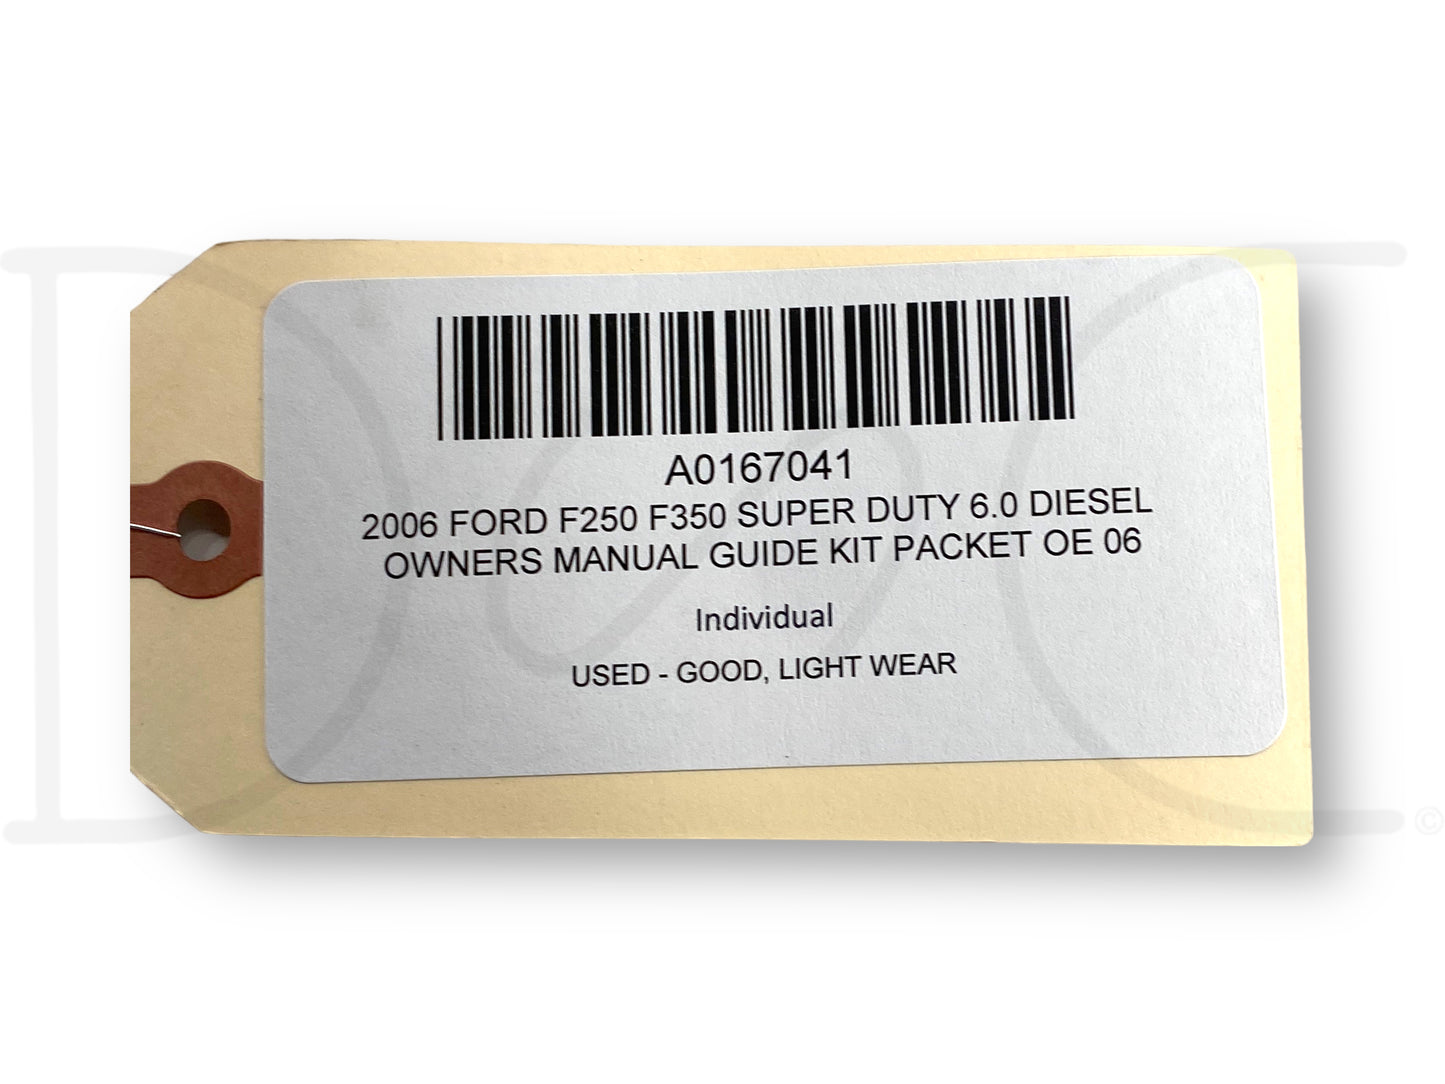 A0167041
2006 FORD F250 F350 SUPER DUTY 6.0 DIESEL
OWNERS MANUAL GUIDE KIT PACKET OE 06
Individual
USED - GOOD, LIGHT WEAR
©